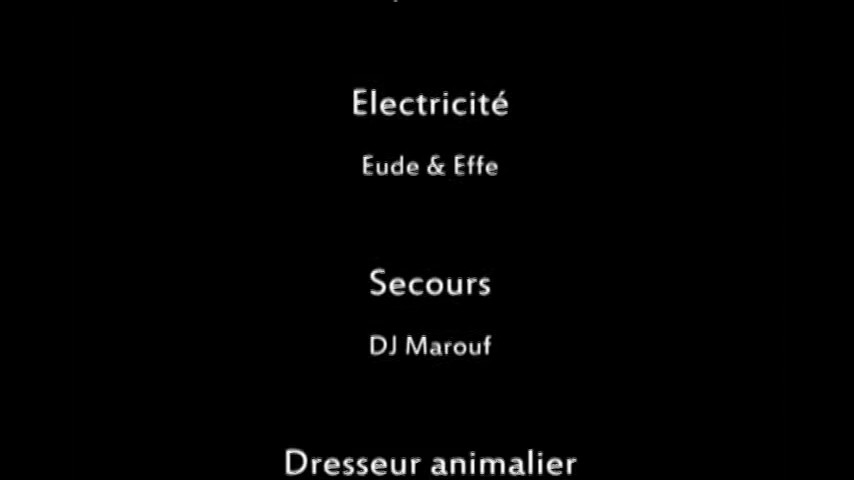 Electricité
Eude & Effe
Secours
DJ Marouf
Dresseur animalier